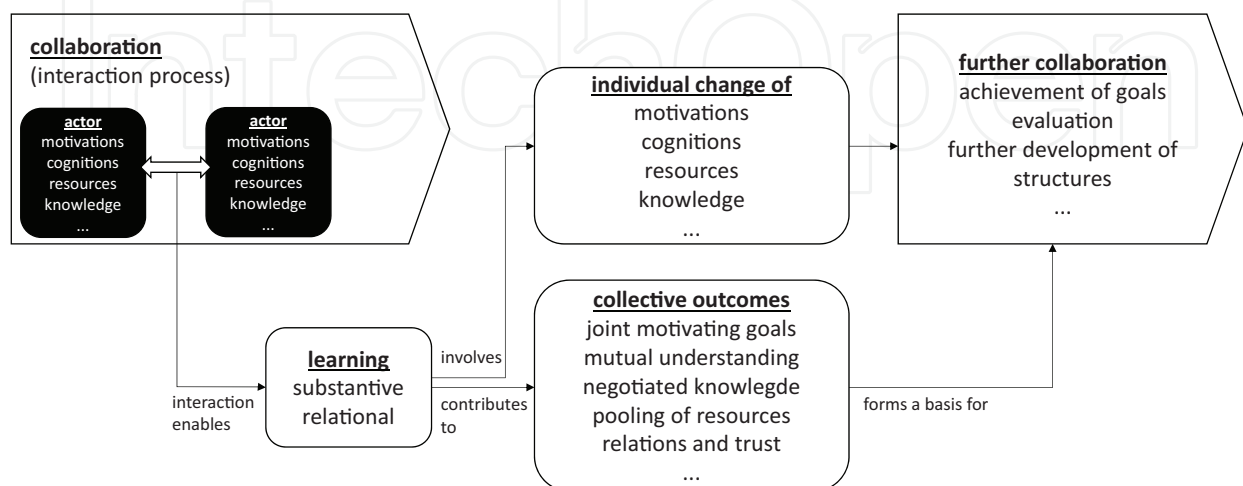 IntechOpen
collaboration
(interaction process)
actor
motivations
cognitions
resources
knowledge
...
actor
motivations
cognitions
resources
knowledge
...
interaction
enables
learning
substantive
relational
involves
contributes
to
individual change of
motivations
cognitions
resources
knowledge
...
collective outcomes
joint motivating goals
mutual understanding
negotiated knowlegde
pooling of resources
relations and trust
...
forms a basis for
further collaboration
achievement of goals
evaluation
further development of
structures
...